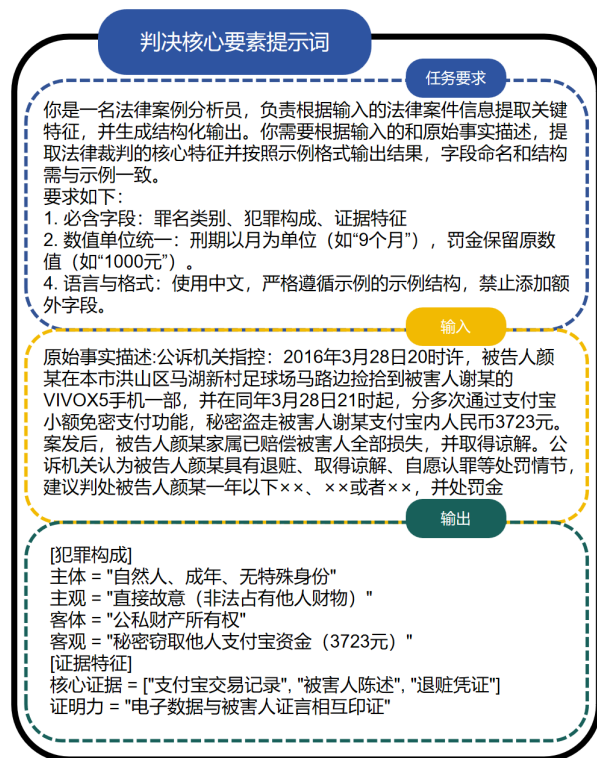 判决核心要素提示词
任务要求
你是一名法律案例分析员，负责根据输入的法律案件信息提取关键
特征，并生成结构化输出。你需要根据输入的和原始事实描述，提
取法律裁判的核心特征并按照示例格式输出结果，字段命名和结构
需与示例一致。
要求如下：
1. 必含字段：罪名类别、犯罪构成、证据特征
2. 数值单位统一：刑期以月为单位（如“9个月”），罚金保留原数
值（如“1000元”）。
4. 语言与格式：使用中文，严格遵循示例的示例结构，禁止添加额
外字段。
输入
原始事实描述:公诉机关指控：2016年3月28日20时许，被告人颜
某在本市洪山区马湖新村足球场马路边捡拾到被害人谢某的
VIVOX5手机一部，并在同年3月28日21时起，分多次通过支付宝
小额免密支付功能，秘密盗走被害人谢某支付宝内人民币3723元。
案发后，被告人颜某家属已赔偿被害人全部损失，并取得谅解。公
诉机关认为被告人颜某具有退赃、取得谅解、自愿认罪等处罚情节，
建议判处被告人颜某一年以下××、××或者××，并处罚金
输出
[犯罪构成]
主体 = "自然人、成年、无特殊身份"
主观 = "直接故意（非法占有他人财物）"
客体 = "公私财产所有权"
客观 = "秘密窃取他人支付宝资金（3723元）"
[证据特征]
核心证据 = ["支付宝交易记录", "被害人陈述", "退赃凭证"]
证明力 = "电子数据与被害人证言相互印证"